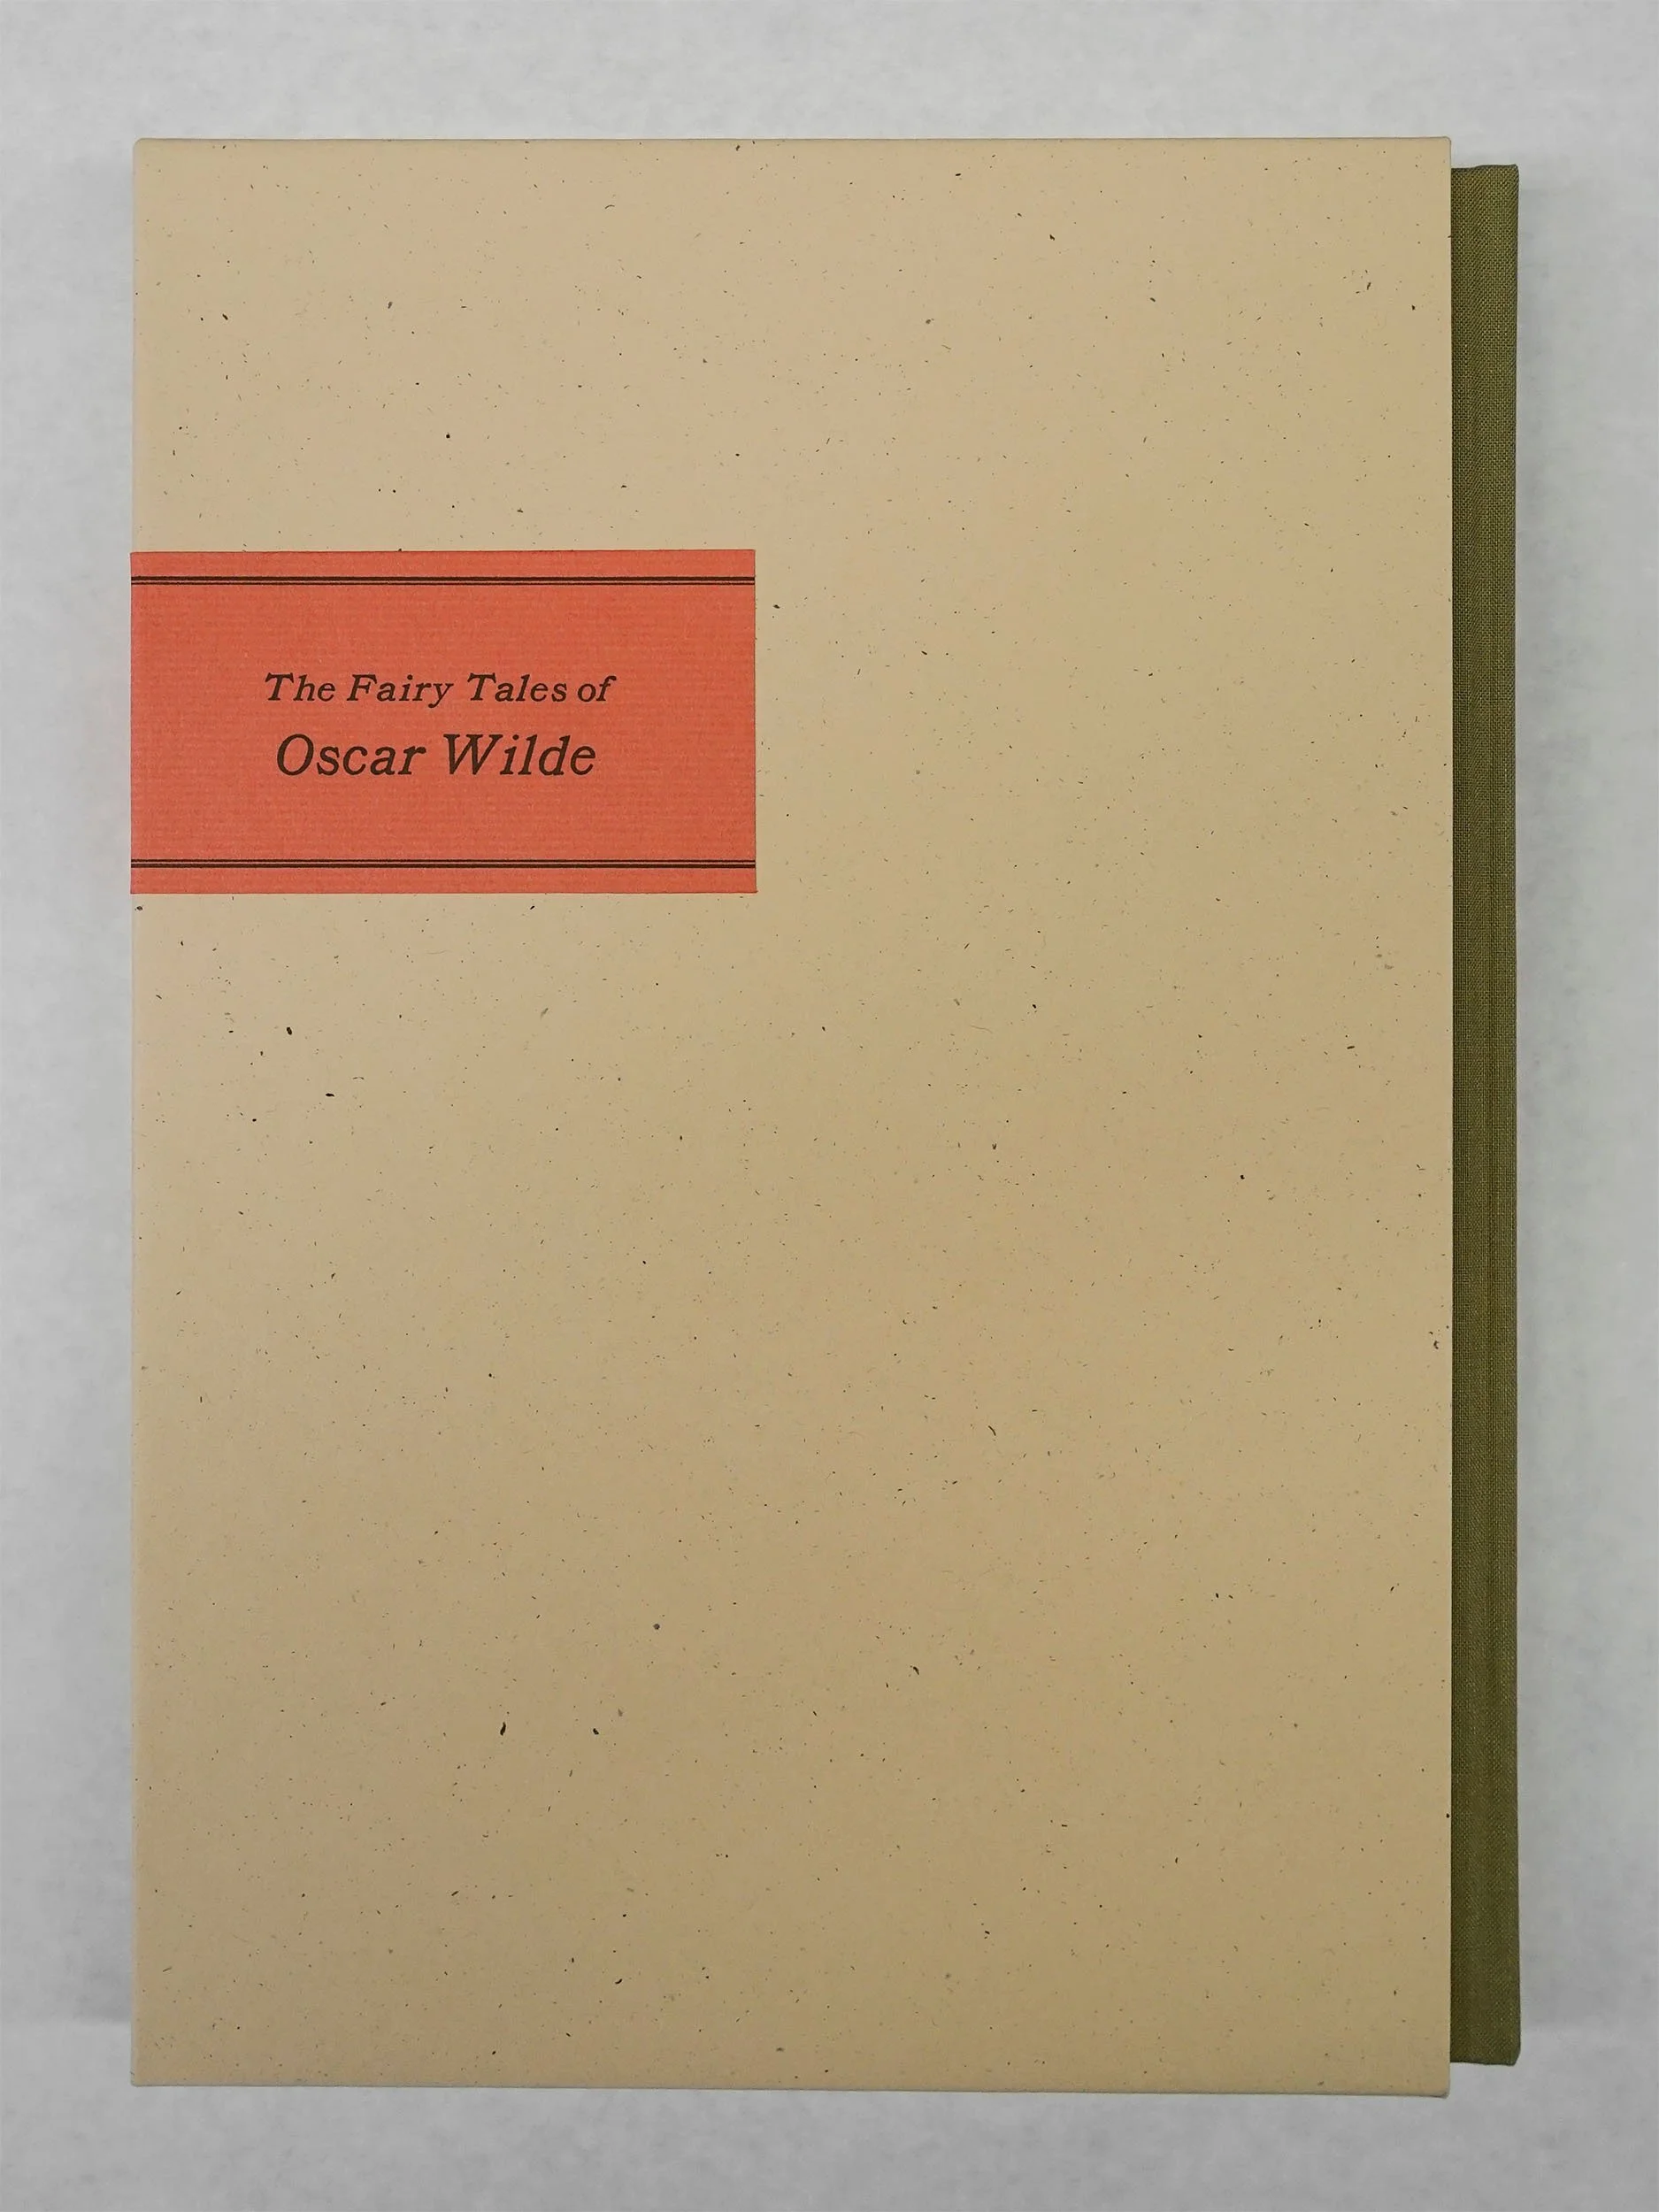 The Fairy Tales of
Oscar Wilde